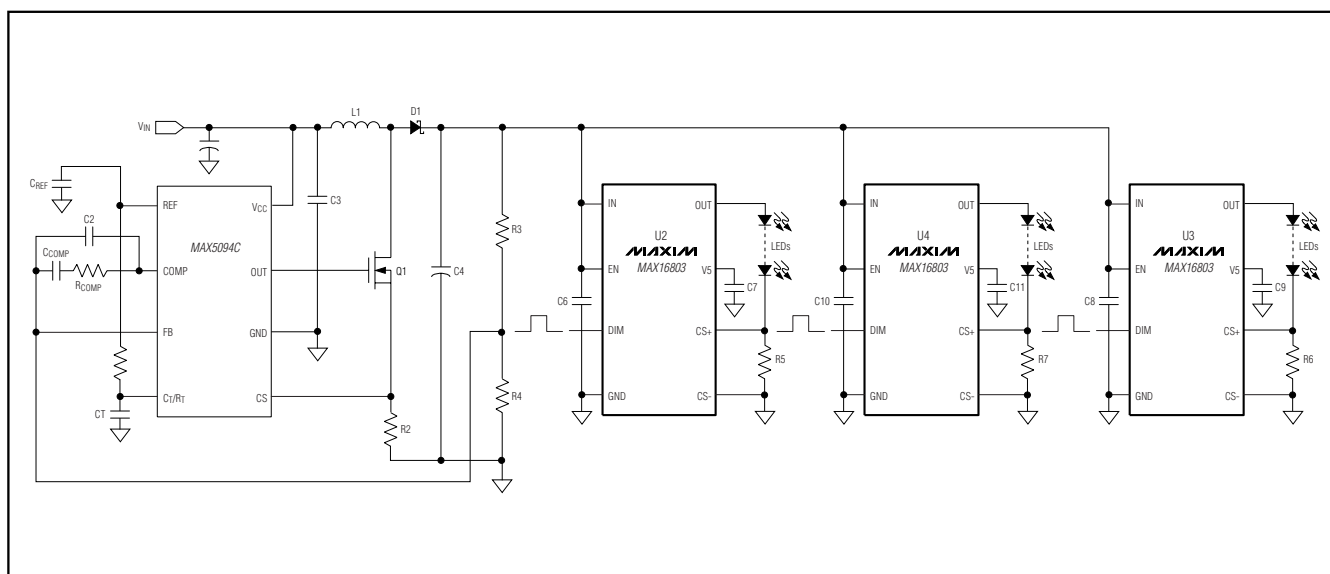 VIN
L1
D1
CREF
C2
CCOMP
RCOMP
MAX5094C
REF
COMP
FB
CT/RT
VCC
OUT
GND
CS
CT
C3
Q1
R2
C4
R3
R4
C6
U2
MAXIM
MAX16803
IN
EN
DIM
GND
OUT
V5
CS+
CS-
C7
LEDs
R5
C10
U4
MAXIM
MAX16803
IN
EN
DIM
GND
OUT
V5
CS+
CS-
C11
LEDs
R7
C8
U3
MAXIM
MAX16803
IN
EN
DIM
GND
OUT
V5
CS+
CS-
C9
LEDs
R6